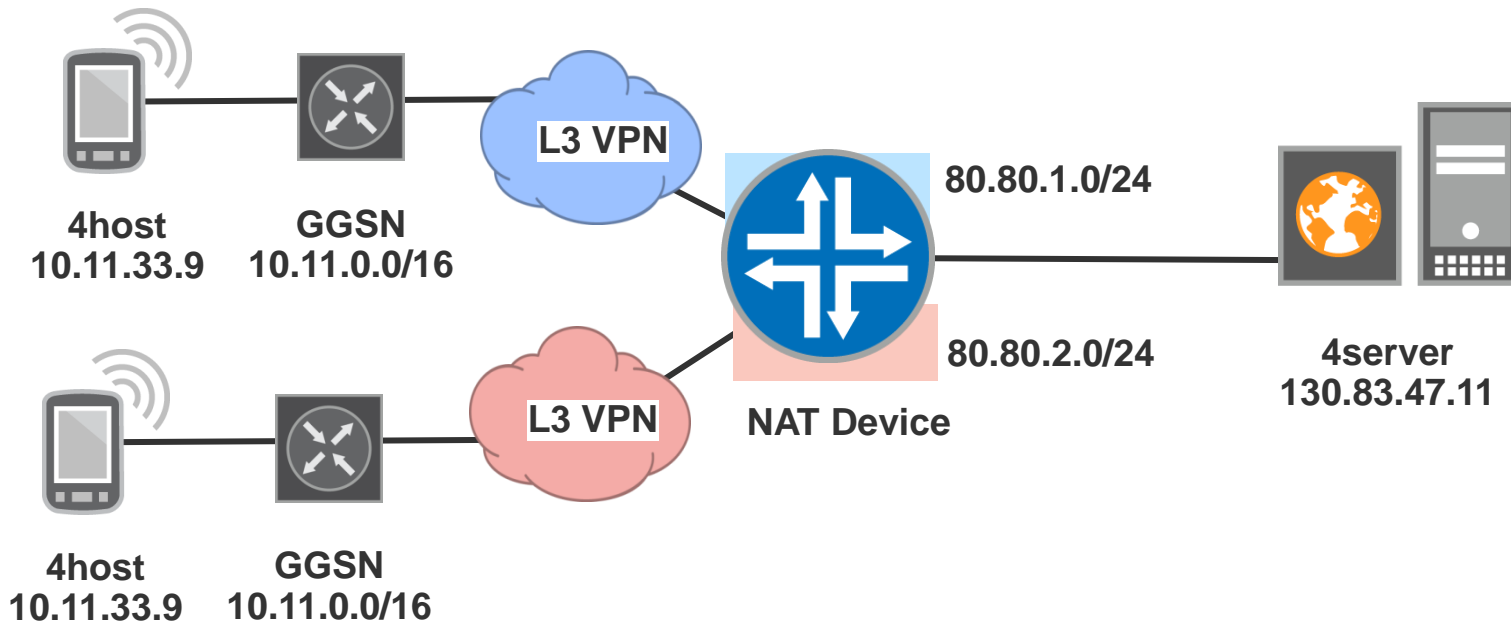 L3 VPN
80.80.1.0/24
4host
10.11.33.9
GGSN
10.11.0.0/16
80.80.2.0/24
4server
130.83.47.11
L3 VPN
NAT Device
4host
10.11.33.9
GGSN
10.11.0.0/16